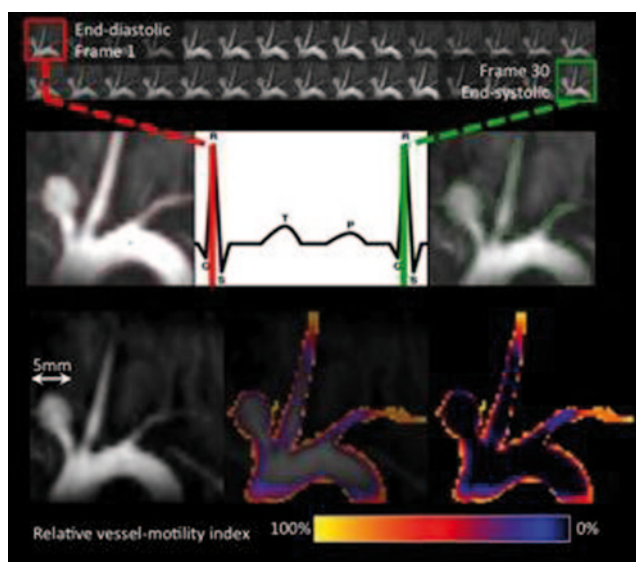 End-diastolic
Frame 1
Frame 30
End-systolic
R
R
T
P
Q
S
Q
S
5mm
Relative vessel-motility index 100% 0%